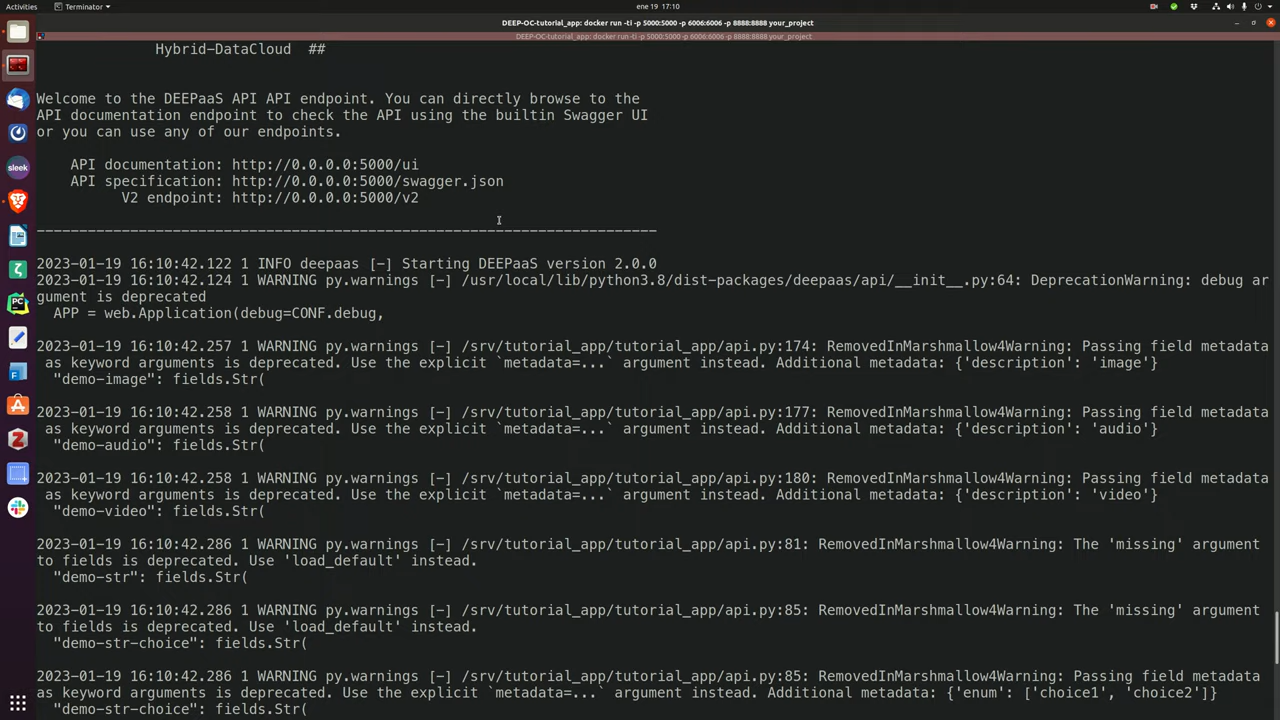 Activities
Terminator
ene 19 17:10
DEEP-OC-tutorial_app: docker run -ti -p 5000:5000 -p 6006:6006 -p 8888:8888 your_project
DEEP-OC-tutorial_app: docker run -ti -p 5000:5000 -p 6006:6006 -p 8888:8888 your_project
Hybrid-DataCloud  ##
Welcome to the DEEPaaS API API endpoint. You can directly browse to the
API documentation endpoint to check the API using the builtin Swagger UI
or you can use any of our endpoints.
API documentation: http://0.0.0.0:5000/ui
API specification: http://0.0.0.0:5000/swagger.json
V2 endpoint: http://0.0.0.0:5000/v2
-------------------------------------------------------------------------
2023-01-19 16:10:42.122 1 INFO deepaas [-] Starting DEEPaaS version 2.0.0
2023-01-19 16:10:42.124 1 WARNING py.warnings [-] /usr/local/lib/python3.8/dist-packages/deepaas/api/__init__.py:64: DeprecationWarning: debug ar
gument is deprecated
APP = web.Application(debug=CONF.debug,
2023-01-19 16:10:42.257 1 WARNING py.warnings [-] /srv/tutorial_app/tutorial_app/api.py:174: RemovedInMarshmallow4Warning: Passing field metadata
as keyword arguments is deprecated. Use the explicit `metadata=...` argument instead. Additional metadata: {'description': 'image'}
"demo-image": fields.Str(
2023-01-19 16:10:42.258 1 WARNING py.warnings [-] /srv/tutorial_app/tutorial_app/api.py:177: RemovedInMarshmallow4Warning: Passing field metadata
as keyword arguments is deprecated. Use the explicit `metadata=...` argument instead. Additional metadata: {'description': 'audio'}
"demo-audio": fields.Str(
2023-01-19 16:10:42.258 1 WARNING py.warnings [-] /srv/tutorial_app/tutorial_app/api.py:180: RemovedInMarshmallow4Warning: Passing field metadata
as keyword arguments is deprecated. Use the explicit `metadata=...` argument instead. Additional metadata: {'description': 'video'}
"demo-video": fields.Str(
2023-01-19 16:10:42.286 1 WARNING py.warnings [-] /srv/tutorial_app/tutorial_app/api.py:81: RemovedInMarshmallow4Warning: The 'missing' argument
to fields is deprecated. Use 'load_default' instead.
"demo-str": fields.Str(
2023-01-19 16:10:42.286 1 WARNING py.warnings [-] /srv/tutorial_app/tutorial_app/api.py:85: RemovedInMarshmallow4Warning: The 'missing' argument
to fields is deprecated. Use 'load_default' instead.
"demo-str-choice": fields.Str(
2023-01-19 16:10:42.286 1 WARNING py.warnings [-] /srv/tutorial_app/tutorial_app/api.py:85: RemovedInMarshmallow4Warning: Passing field metadata
as keyword arguments is deprecated. Use the explicit `metadata=...` argument instead. Additional metadata: {'enum': ['choice1', 'choice2']}
"demo-str-choice": fields.Str(
sleek
PC